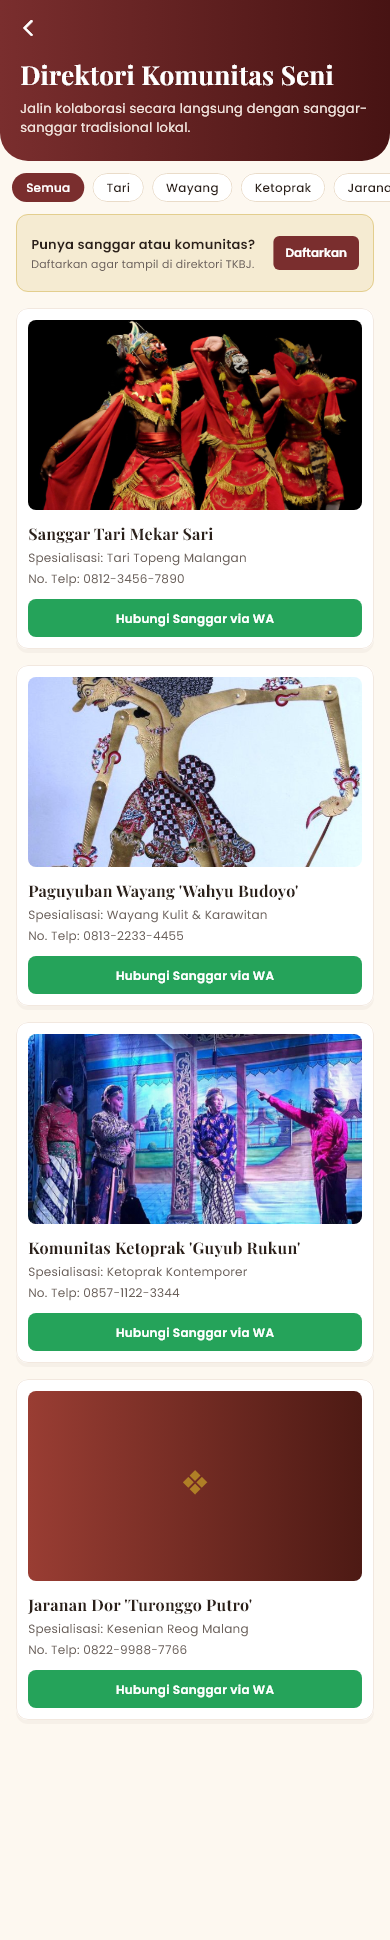 Direktori Komunitas Seni
Jalin kolaborasi secara langsung dengan sanggar-
sanggar tradisional lokal.
Semua
Tari
Wayang
Ketoprak
Jarana
Punya sanggar atau komunitas?
Daftarkan agar tampil di direktori TKBJ.
Daftarkan
Sanggar Tari Mekar Sari
Spesialisasi: Tari Topeng Malangan
No. Telp: 0812-3456-7890
Hubungi Sanggar via WA
Paguyuban Wayang 'Wahyu Budoyo'
Spesialisasi: Wayang Kulit & Karawitan
No. Telp: 0813-2233-4455
Hubungi Sanggar via WA
Komunitas Ketoprak 'Guyub Rukun'
Spesialisasi: Ketoprak Kontemporer
No. Telp: 0857-1122-3344
Hubungi Sanggar via WA
Jaranan Dor 'Turonggo Putro'
Spesialisasi: Kesenian Reog Malang
No. Telp: 0822-9988-7766
Hubungi Sanggar via WA